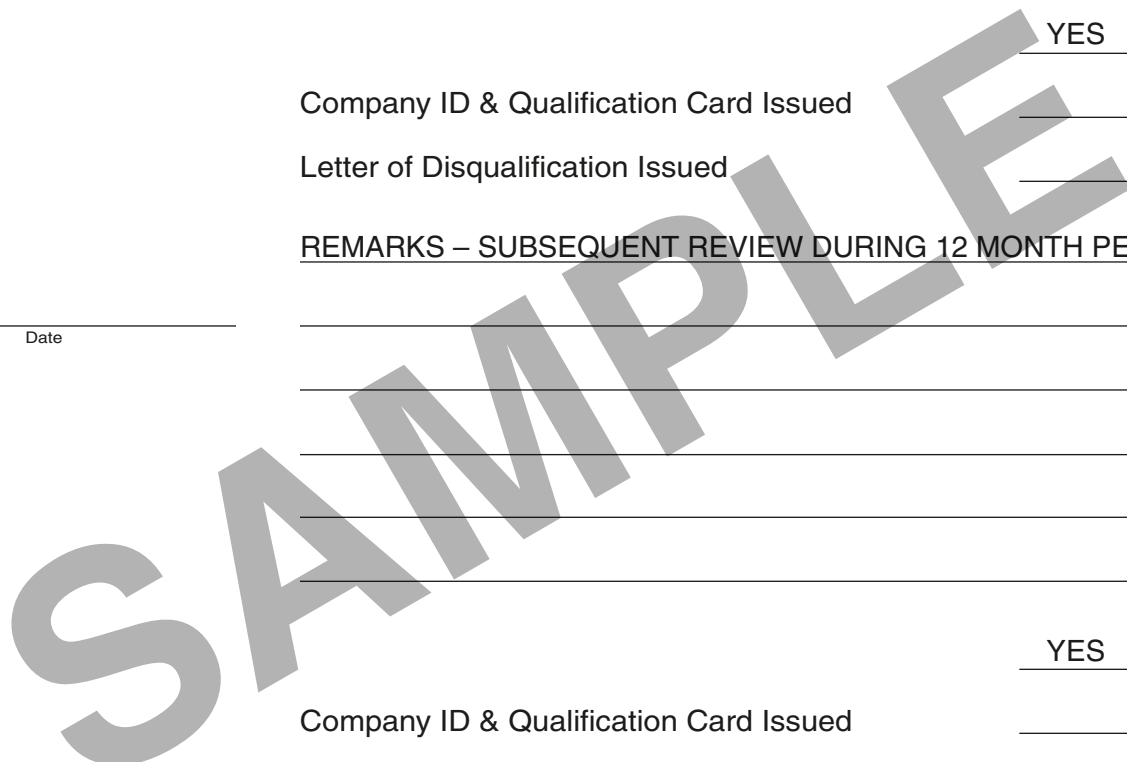 YES
Company ID & Qualification Card Issued
Letter of Disqualification Issued
REMARKS – SUBSEQUENT REVIEW DURING 12 MONTH PE
Date
SAMPLE
YES
Company ID & Qualification Card Issued